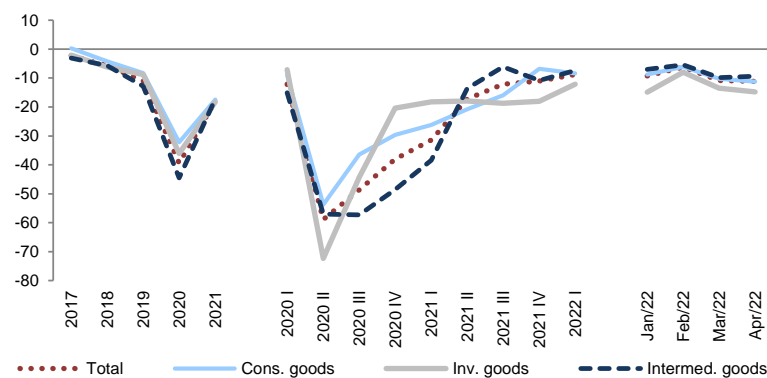 10
0
-10
-20
-30
-40
-50
-60
-70
-80
2017
2018
2019
2020
2021
2020 I
2020 II
2020 III
2020 IV
2021 I
2021 II
2021 III
2021 IV
2022 I
Jan/22
Feb/22
Mar/22
Apr/22
Total
Cons. goods
Inv. goods
Intermed. goods